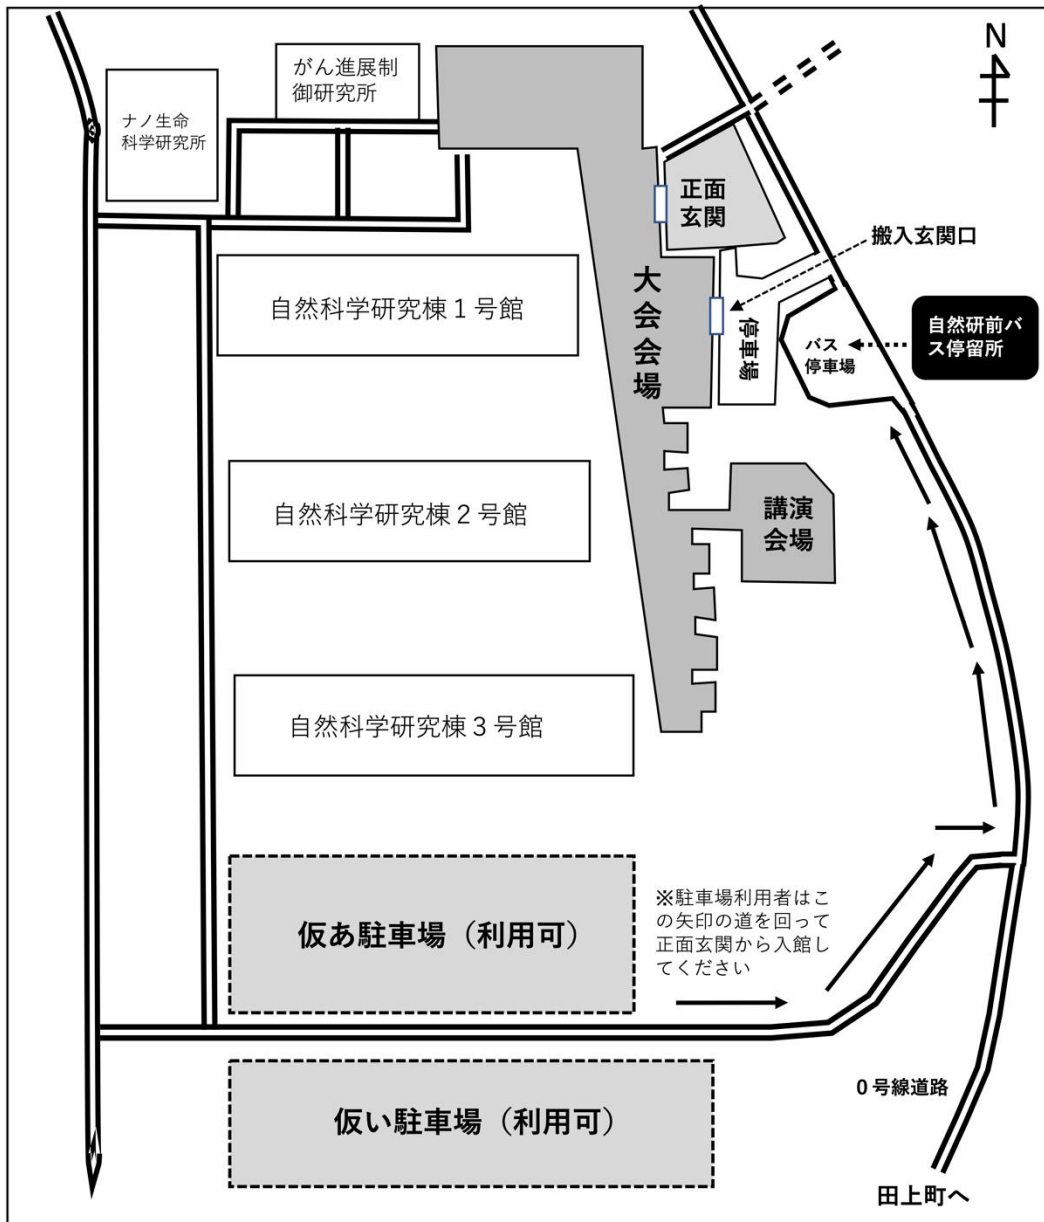 N
がん進展制
御研究所
ナノ生命
科学研究所
正面
玄関
搬入玄関口
自然科学研究棟１号館
大会会場
停車場
バス
停車場
自然研前バ
ス停留所
自然科学研究棟２号館
講演
会場
自然科学研究棟３号館
仮あ駐車場（利用可）
※駐車場利用者はこ
の矢印の道を回って
正面玄関から入館し
てください
仮い駐車場（利用可）
０号線道路
田上町へ